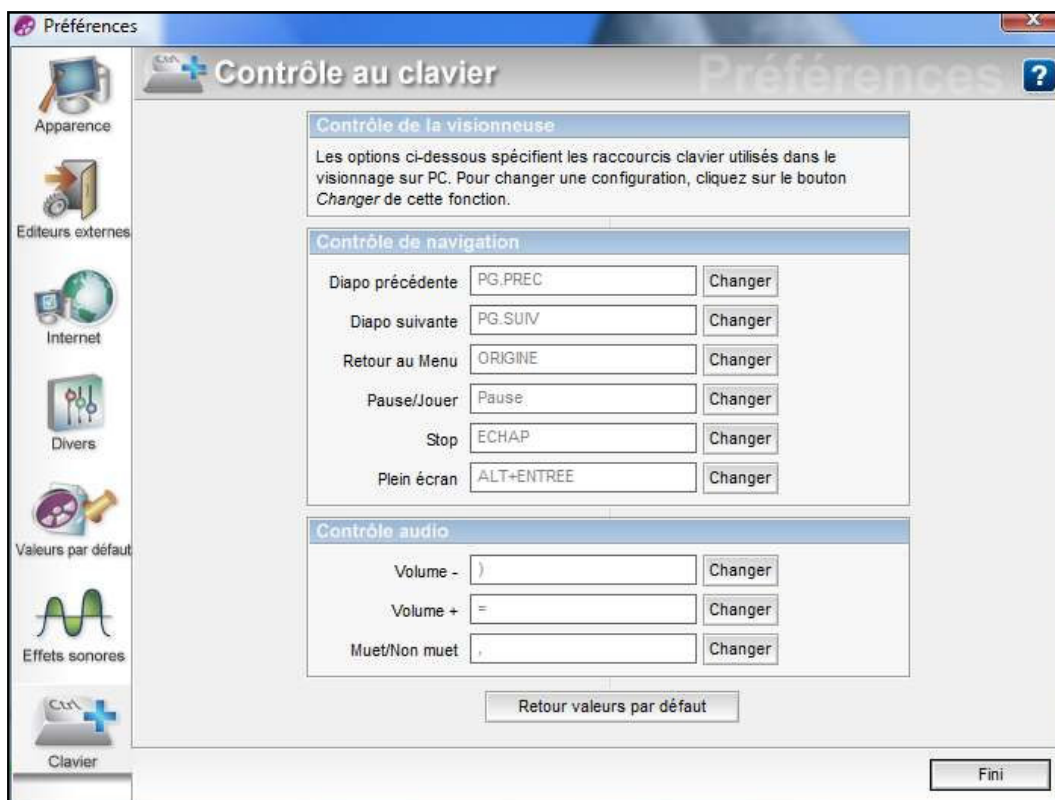 Préférences
X
Apparence
Editeurs externes
Internet
Divers
Valeurs par défaut
Effets sonores
Ctrl
Clavier
Ctrl
Contrôle au clavier
Préférences
?
Contrôle de la visionneuse
Les options ci-dessous spécifient les raccourcis clavier utilisés dans le
visionnage sur PC. Pour changer une configuration, cliquez sur le bouton
Changer de cette fonction.
Contrôle de navigation
Diapo précédente PG.PREC Changer
Diapo suivante PG.SUIV Changer
Retour au Menu ORIGINE Changer
Pause/Jouer Pause Changer
Stop ECHAP Changer
Plein écran ALT+ENTREE Changer
Contrôle audio
Volume - ) Changer
Volume + = Changer
Muet/Non muet , Changer
Retour valeurs par défaut
Fini